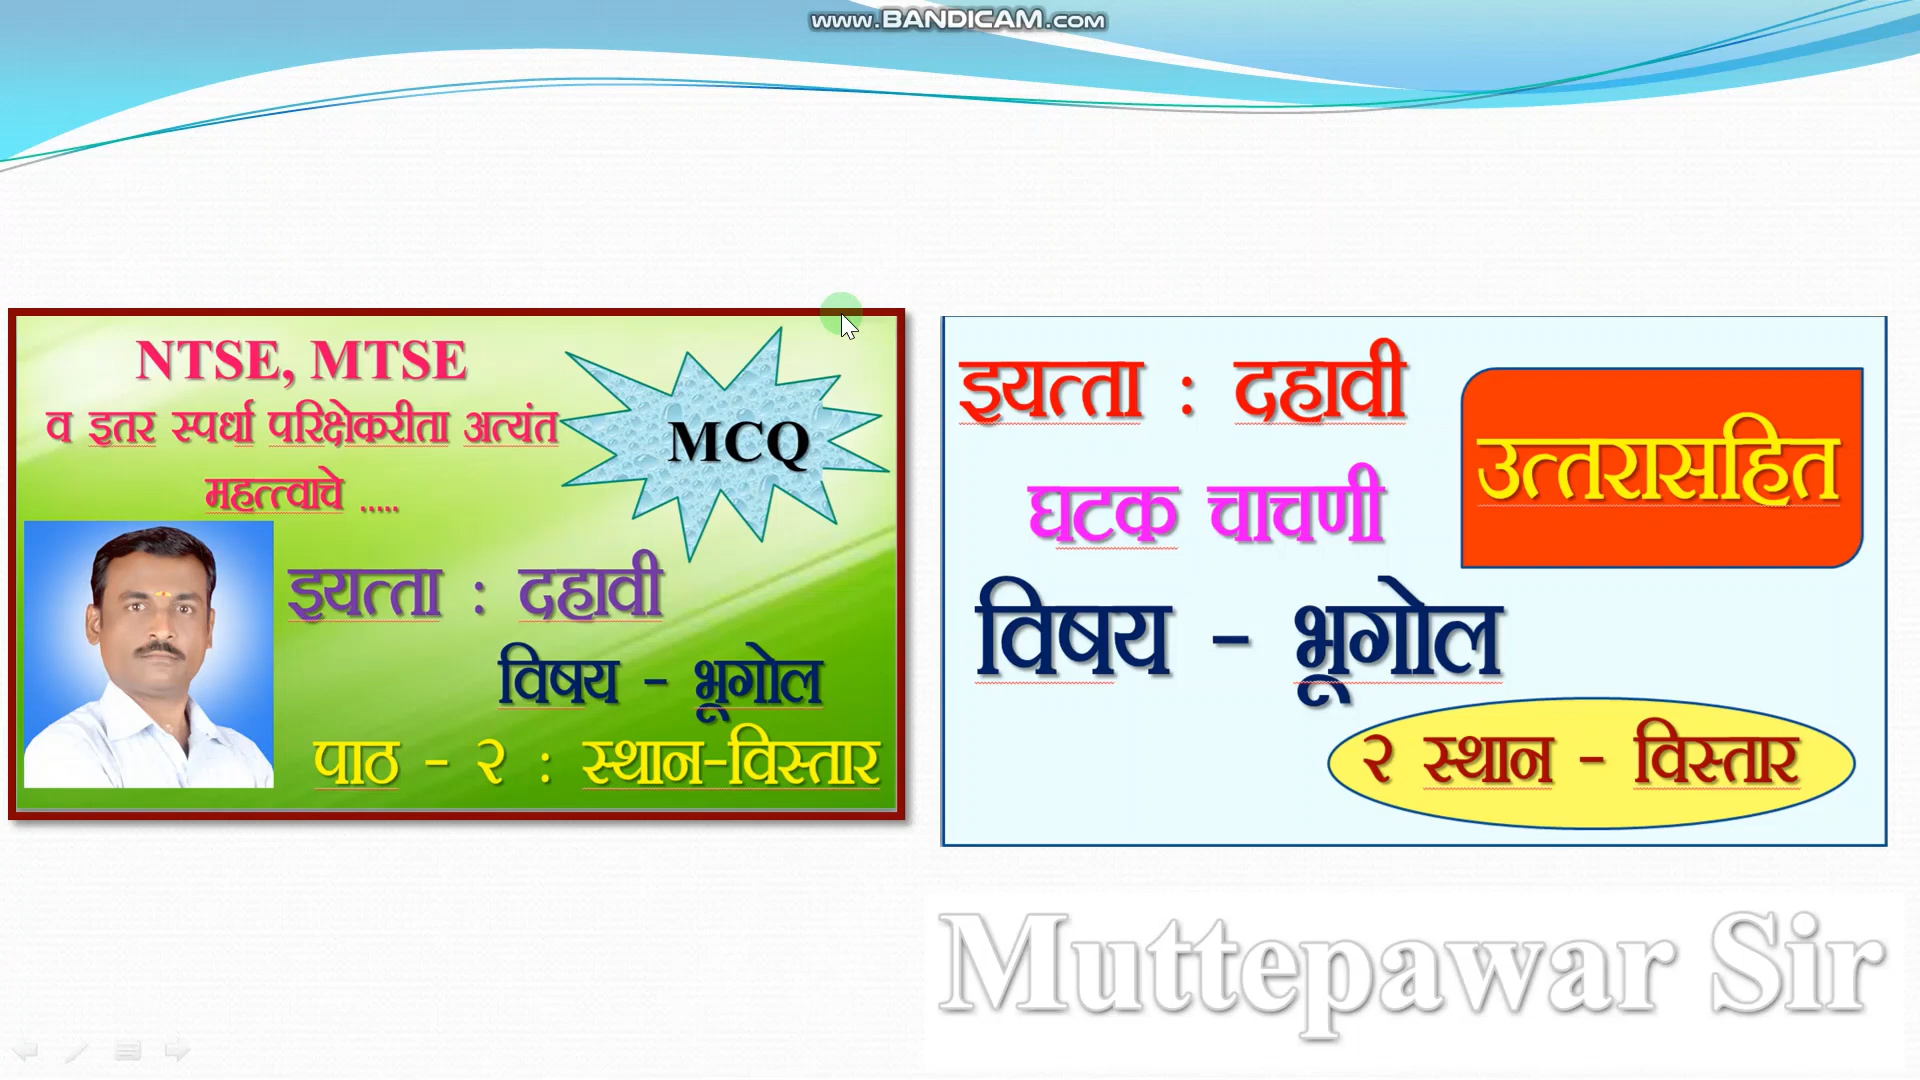 www.BANDICAM.com
NTSE, MTSE
व इतर स्पर्धा परिक्षेकरीता अत्यंत
महत्त्वाचे .....
MCQ
इयत्ता : दहावी
विषय - भूगोल
पाठ - २ : स्थान-विस्तार
इयत्ता : दहावी
घटक चाचणी
उत्तरासहित
विषय - भूगोल
२ स्थान - विस्तार
Muttepawar Sir